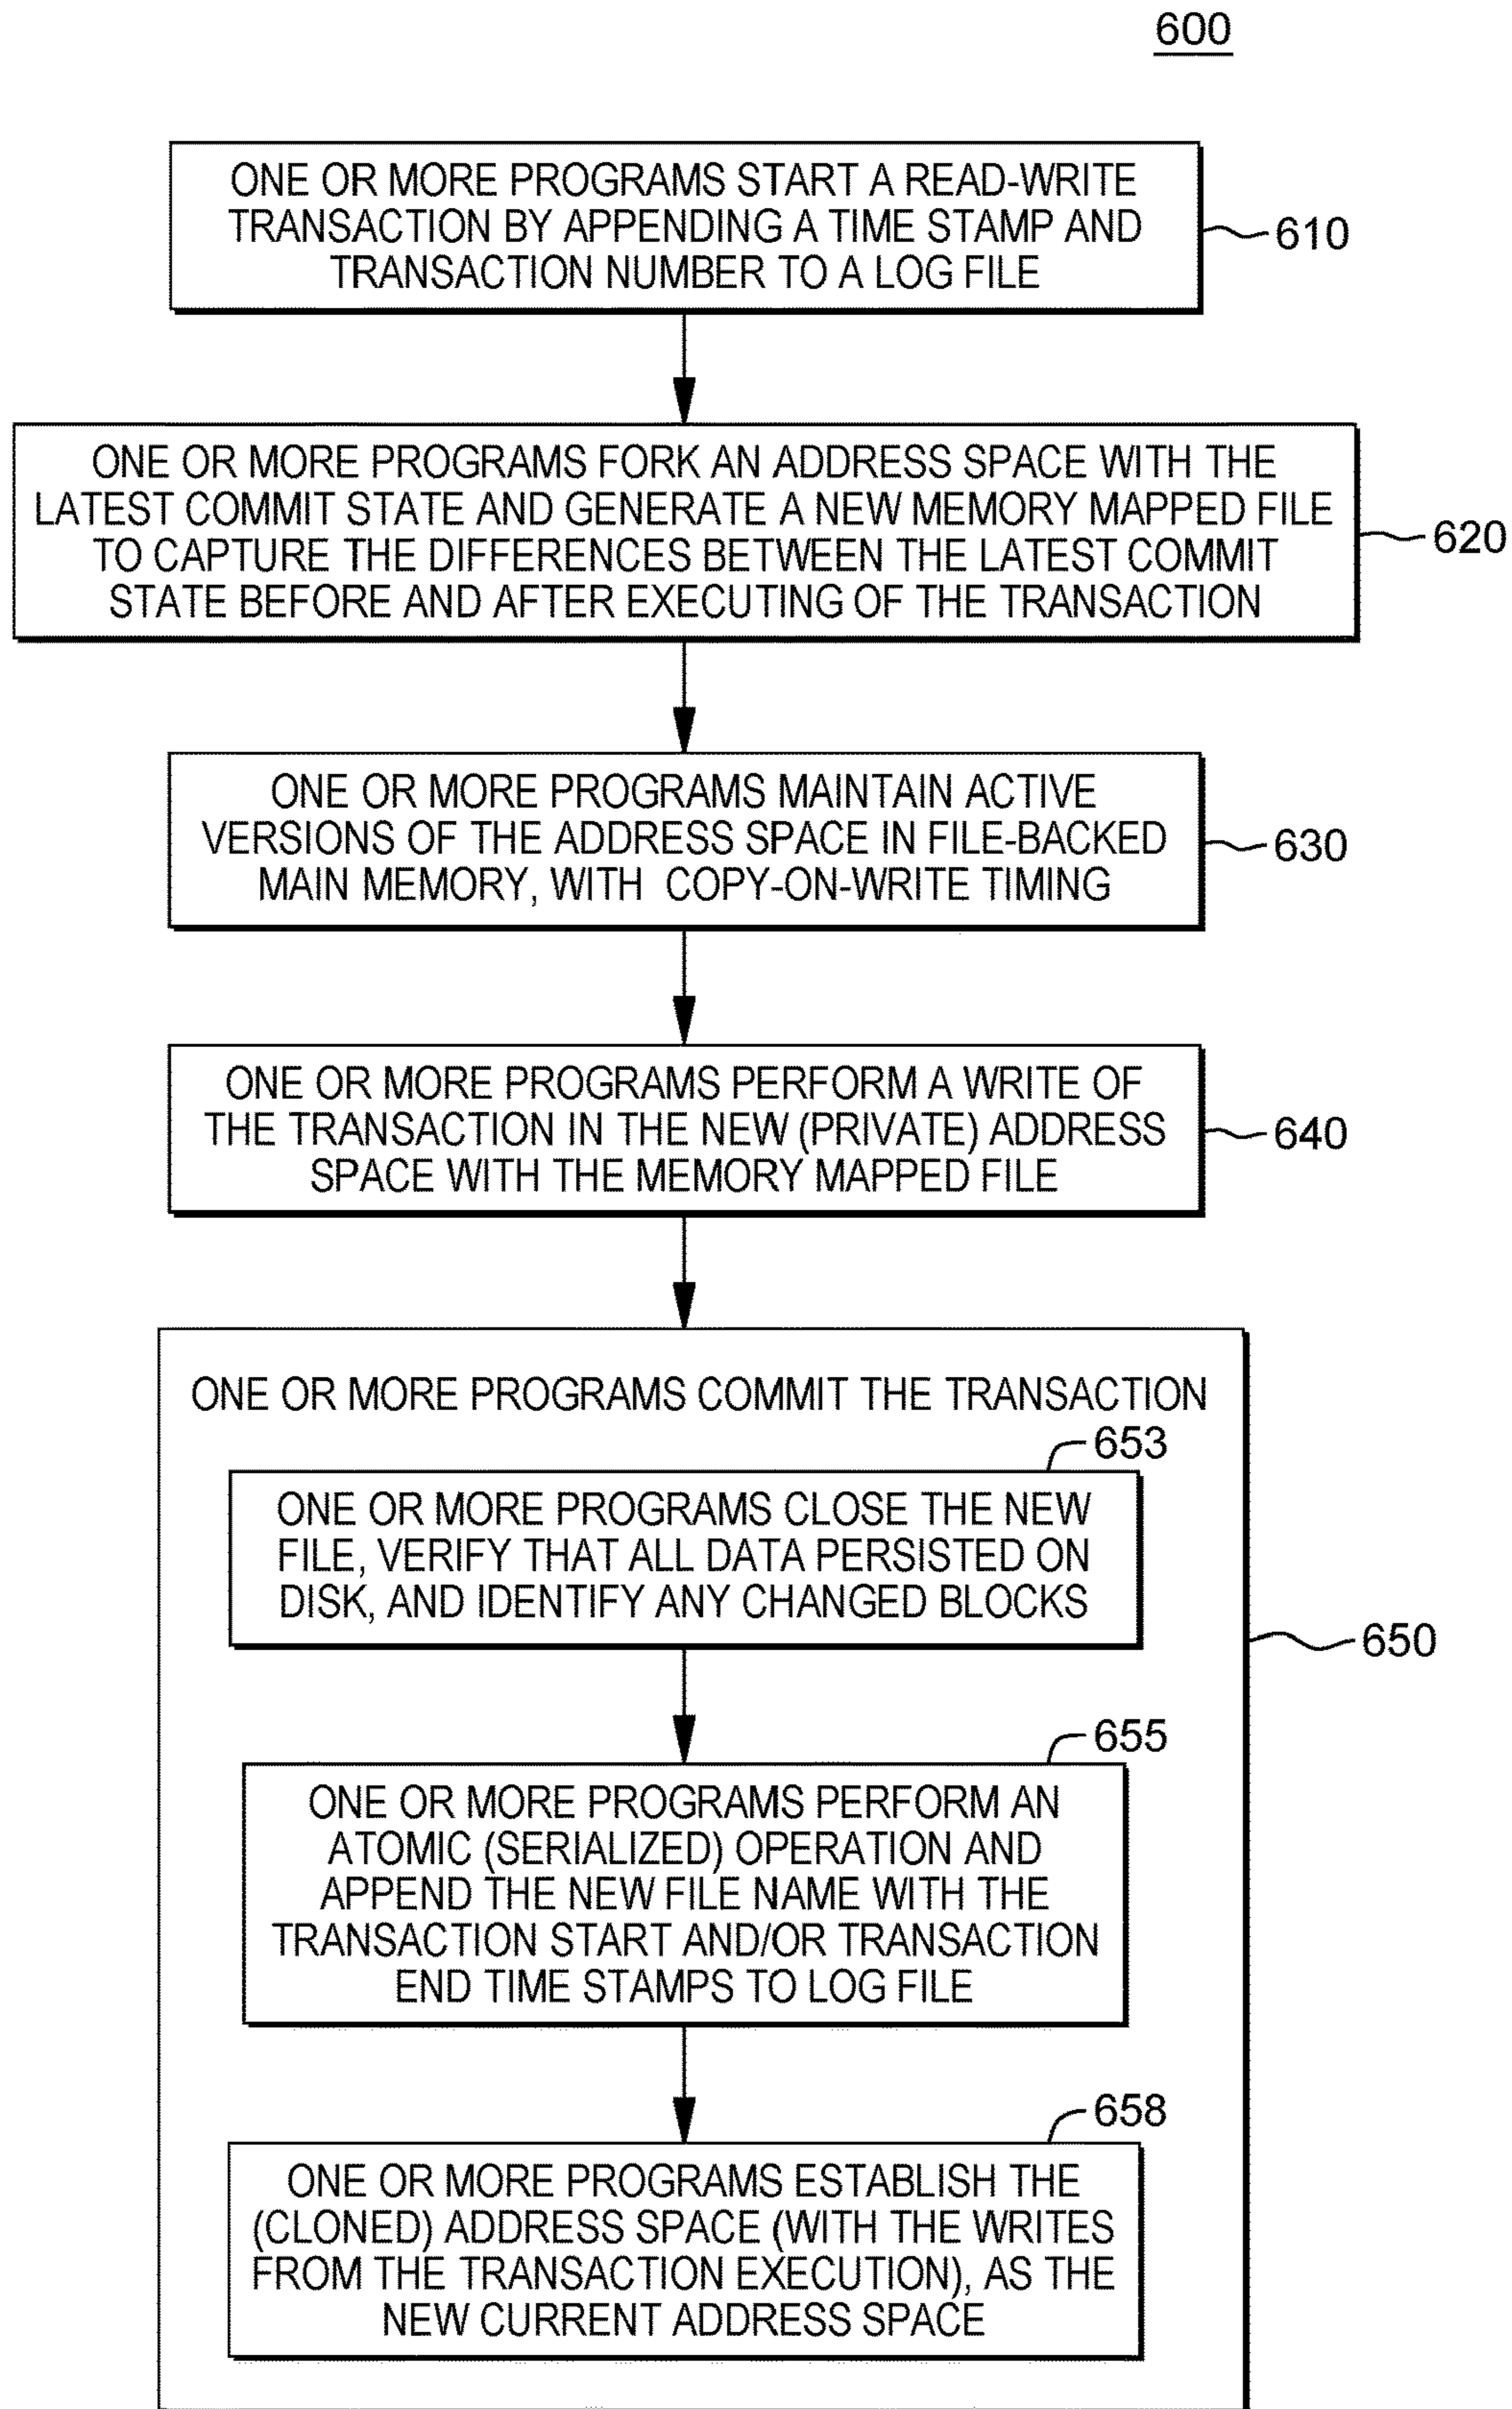 600
ONE OR MORE PROGRAMS START A READ-WRITE
TRANSACTION BY APPENDING A TIME STAMP AND
TRANSACTION NUMBER TO A LOG FILE
610
ONE OR MORE PROGRAMS FORK AN ADDRESS SPACE WITH THE
LATEST COMMIT STATE AND GENERATE A NEW MEMORY MAPPED FILE
TO CAPTURE THE DIFFERENCES BETWEEN THE LATEST COMMIT
STATE BEFORE AND AFTER EXECUTING OF THE TRANSACTION
620
ONE OR MORE PROGRAMS MAINTAIN ACTIVE
VERSIONS OF THE ADDRESS SPACE IN FILE-BACKED
MAIN MEMORY, WITH COPY-ON-WRITE TIMING
630
ONE OR MORE PROGRAMS PERFORM A WRITE OF
THE TRANSACTION IN THE NEW (PRIVATE) ADDRESS
SPACE WITH THE MEMORY MAPPED FILE
640
ONE OR MORE PROGRAMS COMMIT THE TRANSACTION
653
ONE OR MORE PROGRAMS CLOSE THE NEW
FILE, VERIFY THAT ALL DATA PERSISTED ON
DISK, AND IDENTIFY ANY CHANGED BLOCKS
650
655
ONE OR MORE PROGRAMS PERFORM AN
ATOMIC (SERIALIZED) OPERATION AND
APPEND THE NEW FILE NAME WITH THE
TRANSACTION START AND/OR TRANSACTION
END TIME STAMPS TO LOG FILE
658
ONE OR MORE PROGRAMS ESTABLISH THE
(CLONED) ADDRESS SPACE (WITH THE WRITES
FROM THE TRANSACTION EXECUTION), AS THE
NEW CURRENT ADDRESS SPACE